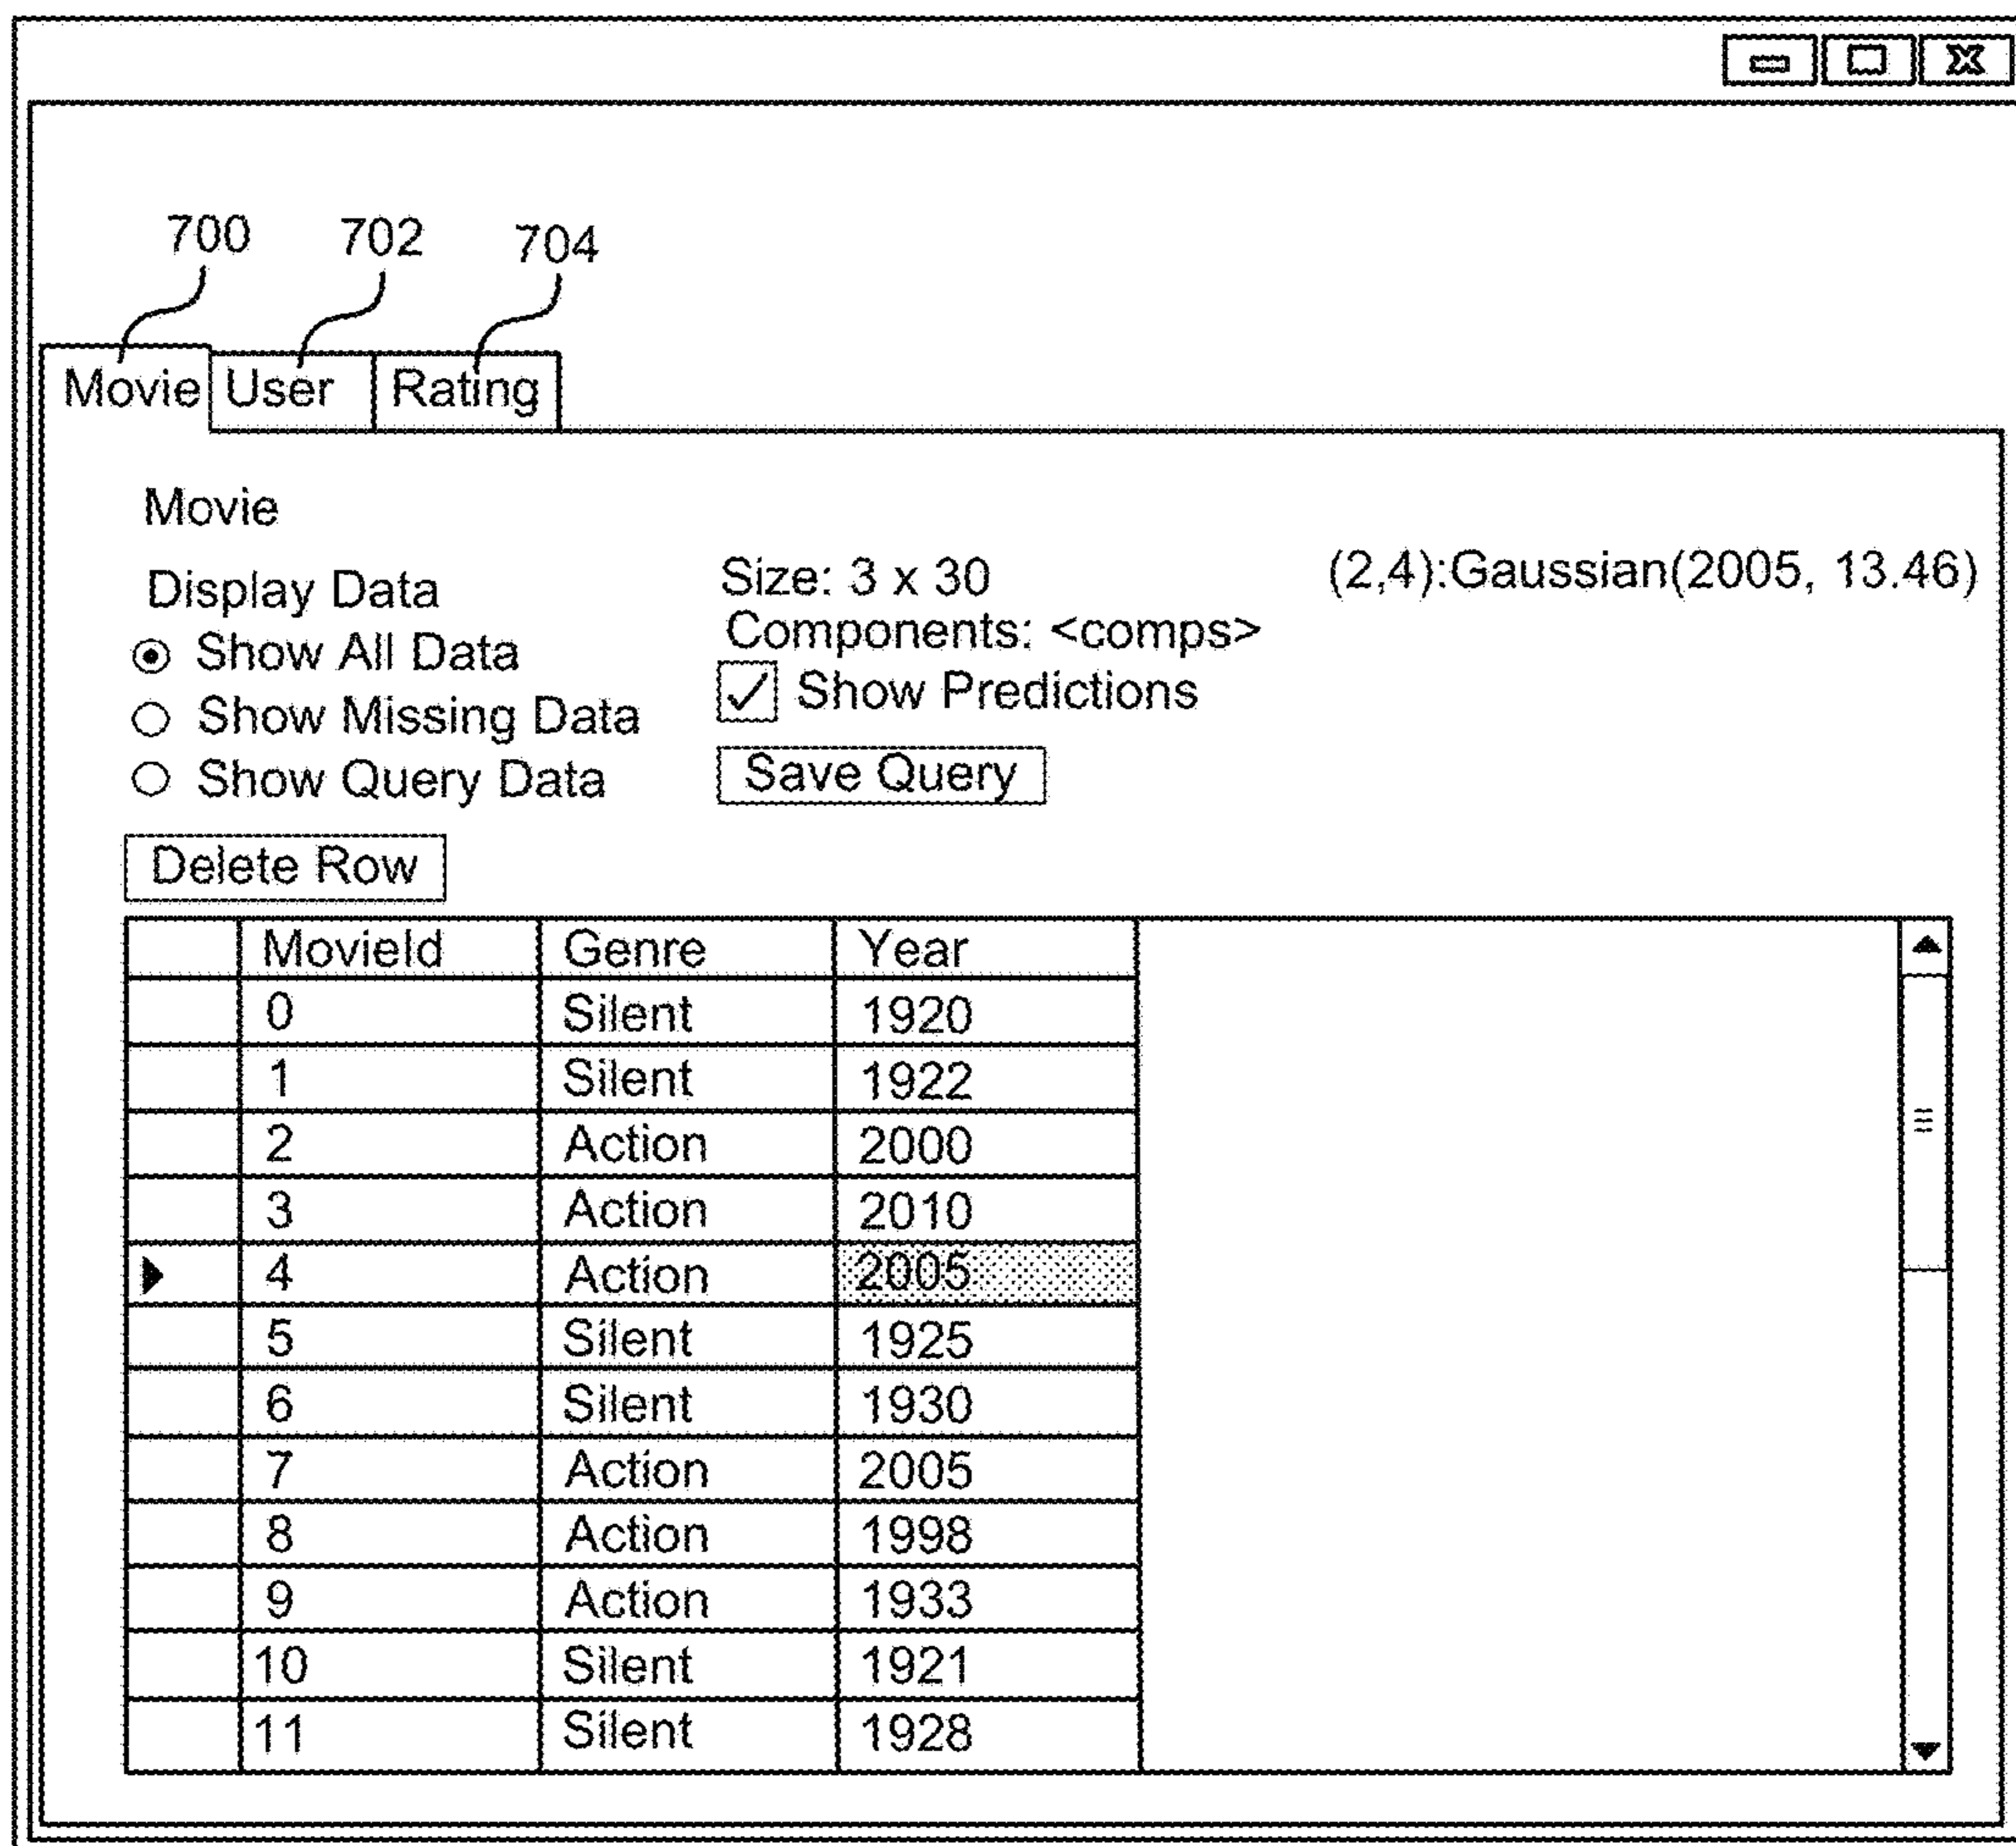 700 702 704
Movie User Rating
Movie
Display Data Size: 3 x 30 (2,4):Gaussian(2005, 13.46)
Show All Data Components: <comps>
Show Missing Data Show Predictions
Show Query Data Save Query
Delete Row
MovieId Genre Year
0 Silent 1920
1 Silent 1922
2 Action 2000
3 Action 2010
4 Action 2005
5 Silent 1925
6 Silent 1930
7 Action 2005
8 Action 1998
9 Action 1933
10 Silent 1921
11 Silent 1928